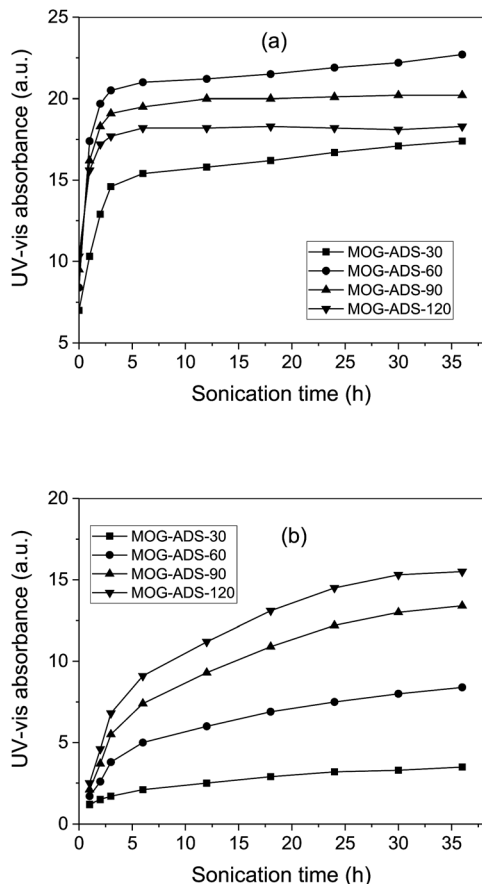 (a)
25
20
15
10
5
UV-vis absorbance (a.u.)
MOG-ADS-30
MOG-ADS-60
MOG-ADS-90
MOG-ADS-120
0 5 10 15 20 25 30 35
Sonication time (h)
(b)
20
15
10
5
0
UV-vis absorbance (a.u.)
MOG-ADS-30
MOG-ADS-60
MOG-ADS-90
MOG-ADS-120
0 5 10 15 20 25 30 35
Sonication time (h)